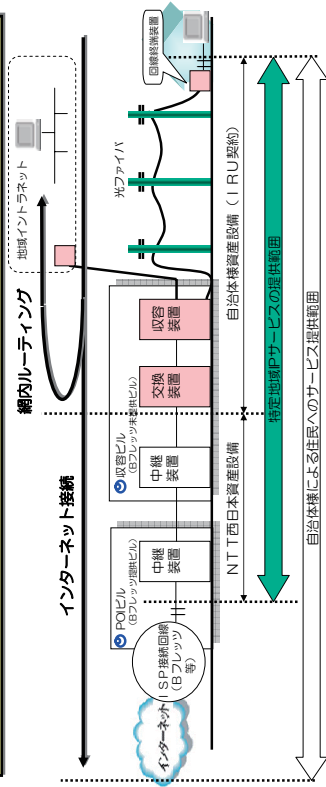 網内ルーティング
インターネット接続
地域イントラネット
回線終端装置
光ファイバ
POIビル
(Bフレッツ提供ビル)
収容ビル
(Bフレッツ未提供ビル)
インターネット
ISP接続回線
(Bフレッツ
等)
中継
装置
中継
装置
交換
装置
収容
装置
NTT西日本資産設備
自治体様資産設備(IRU契約)
特定地域IPサービスの提供範囲
自治体様による住民へのサービス提供範囲